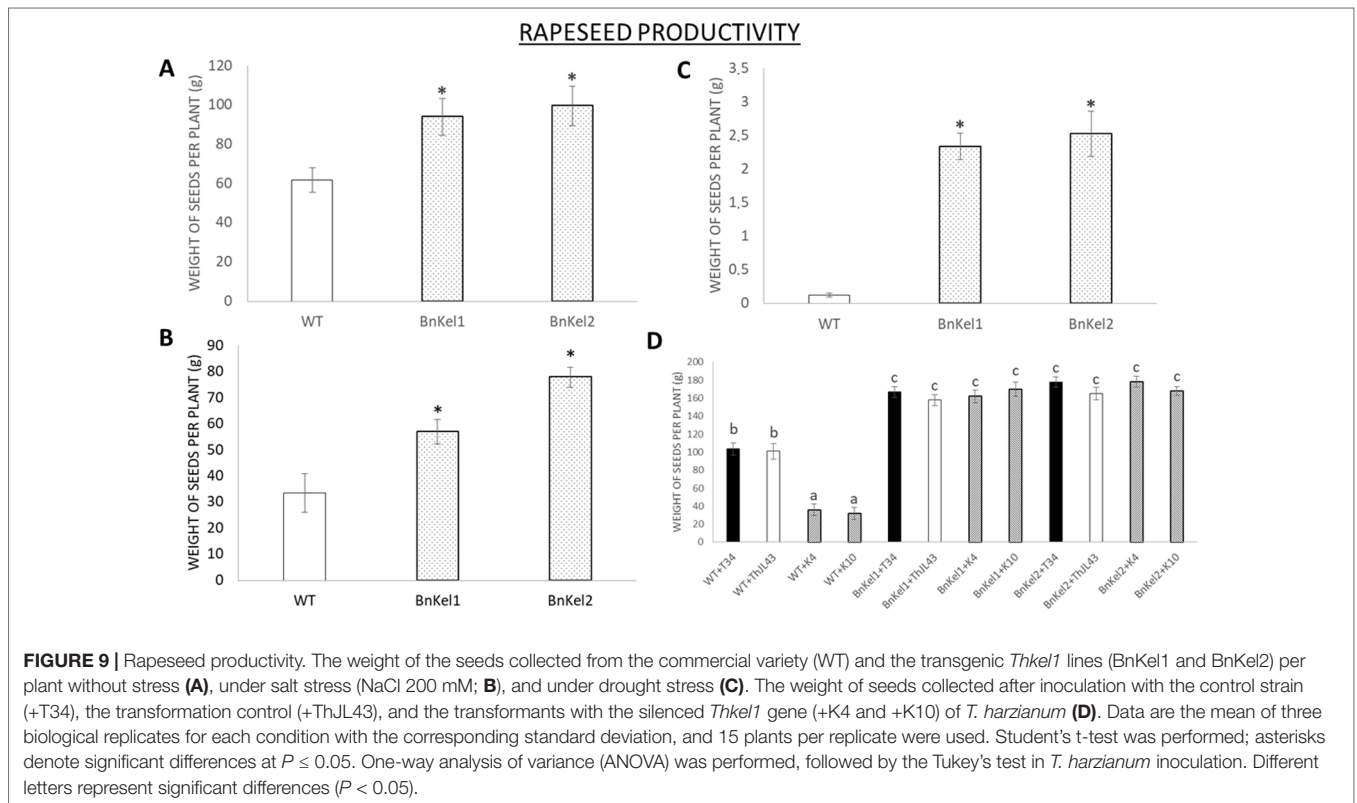 RAPESEED PRODUCTIVITY
A
WEIGHT OF SEEDS PER PLANT (g)
120
100
80
60
40
20
0
*
*
WT
BnKel1
BnKel2
C
WEIGHT OF SEEDS PER PLANT (g)
3,5
3
2,5
2
1,5
1
0,5
0
*
*
WT
BnKel1
BnKel2
B
WEIGHT OF SEEDS PER PLANT (g)
90
80
70
60
50
40
30
20
10
0
*
*
WT
BnKel1
BnKel2
D
WEIGHT OF SEEDS PER PLANT (g)
200
180
160
140
120
100
80
60
40
20
0
b
b
a
a
c
c
c
c
c
c
c
c
WT+T34
WT+ThJL43
WT+K4
WT+K10
BnKel1+T34
BnKel1+ThJL43
BnKel1+K4
BnKel1+K10
BnKel2+T34
BnKel2+ThJL43
BnKel2+K4
BnKel2+K10
FIGURE 9 | Rapeseed productivity. The weight of the seeds collected from the commercial variety (WT) and the transgenic Thkel1 lines (BnKel1 and BnKel2) per
plant without stress (A), under salt stress (NaCl 200 mM; B), and under drought stress (C). The weight of seeds collected after inoculation with the control strain
(+T34), the transformation control (+ThJL43), and the transformants with the silenced Thkel1 gene (+K4 and +K10) of T. harzianum (D). Data are the mean of three
biological replicates for each condition with the corresponding standard deviation, and 15 plants per replicate were used. Student's t-test was performed; asterisks
denote significant differences at P ≤ 0.05. One-way analysis of variance (ANOVA) was performed, followed by the Tukey's test in T. harzianum inoculation. Different
letters represent significant differences (P < 0.05).